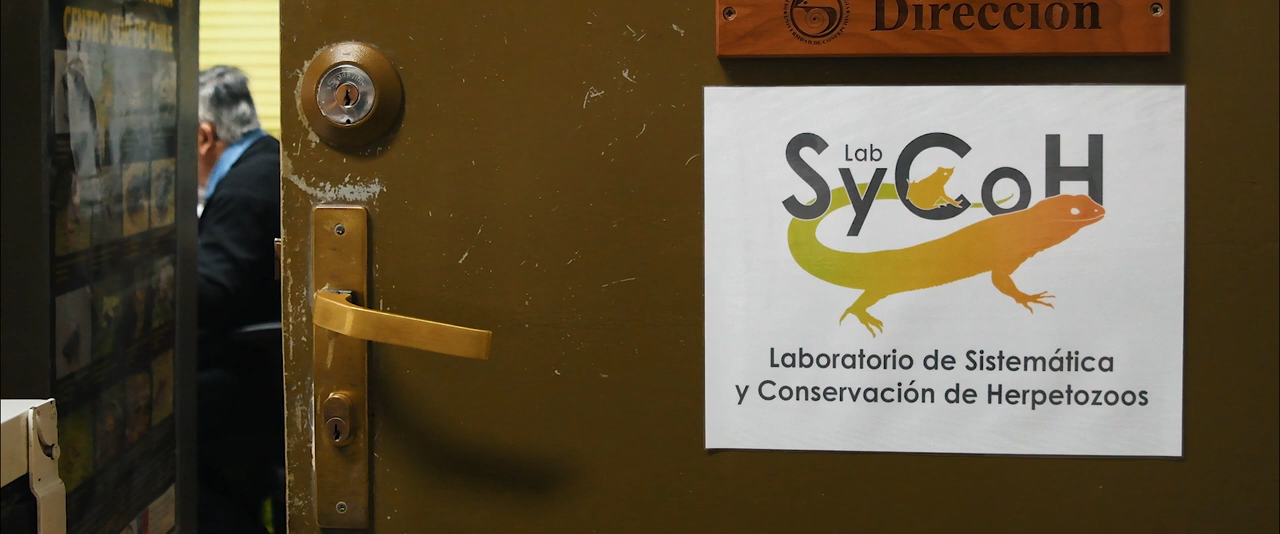 Dirección
Lab
SyCoH
Laboratorio de Sistemática
y Conservación de Herpetozoos